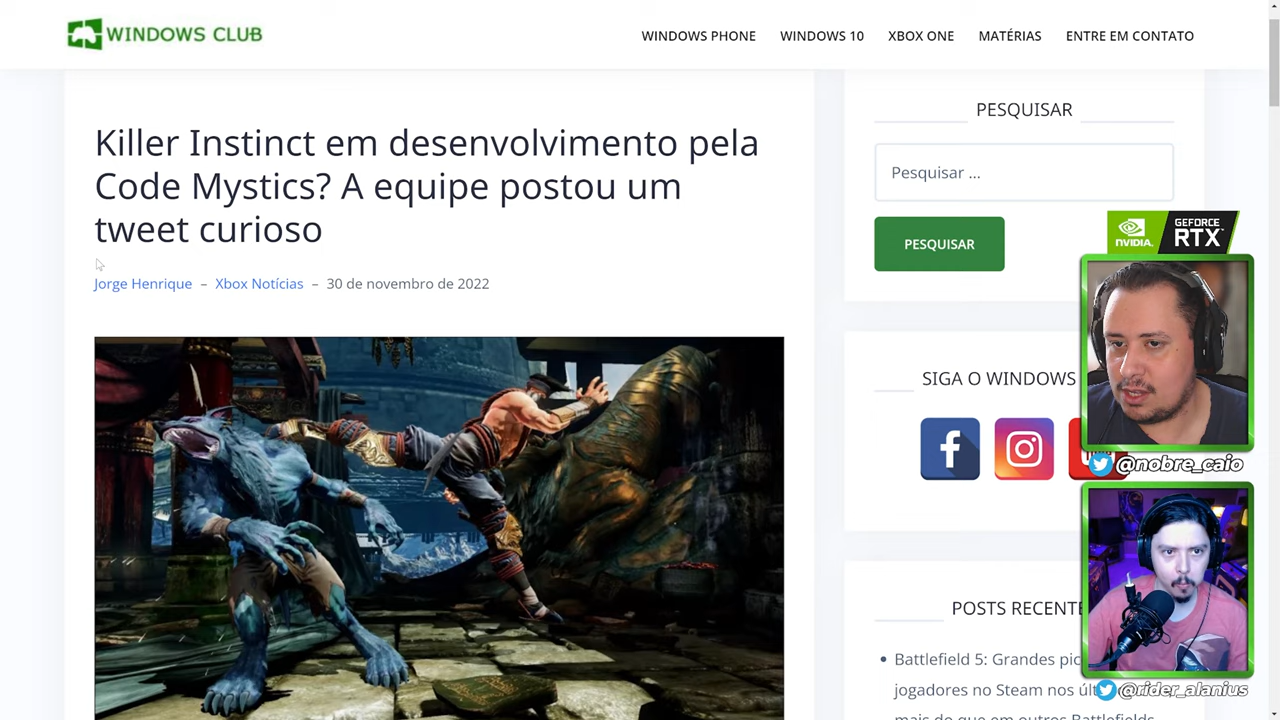 WINDOWS CLUB
WINDOWS PHONE
WINDOWS 10
XBOX ONE
MATÉRIAS
ENTRE EM CONTATO
Killer Instinct em desenvolvimento pela
Code Mystics? A equipe postou um
tweet curioso
Jorge Henrique – Xbox Notícias – 30 de novembro de 2022
PESQUISAR
Pesquisar ...
PESQUISAR
NVIDIA.
GEFORCE
RTX™
SIGA O WINDOWS
@nobre_caio
POSTS RECENTE
Battlefield 5: Grandes
jogadores no Steam nos
mais do que em outros Battlefields
@rider_alanius